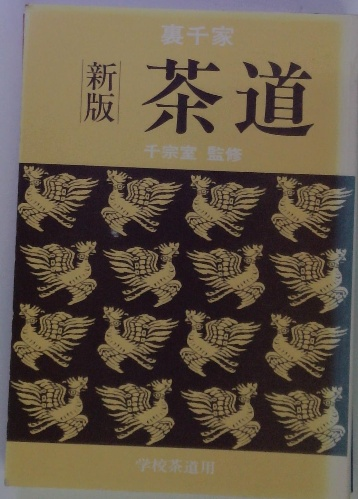 裏千家
新版
茶道
千宗室 監修
学校茶道用